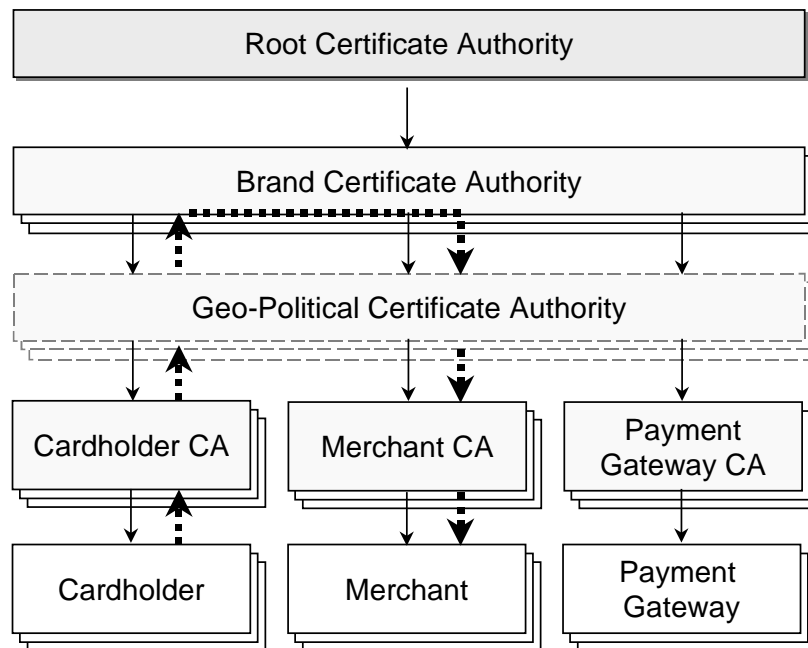 Root Certificate Authority
Brand Certificate Authority
Geo-Political Certificate Authority
Cardholder CA
Merchant CA
Payment
Gateway CA
Cardholder
Merchant
Payment
Gateway